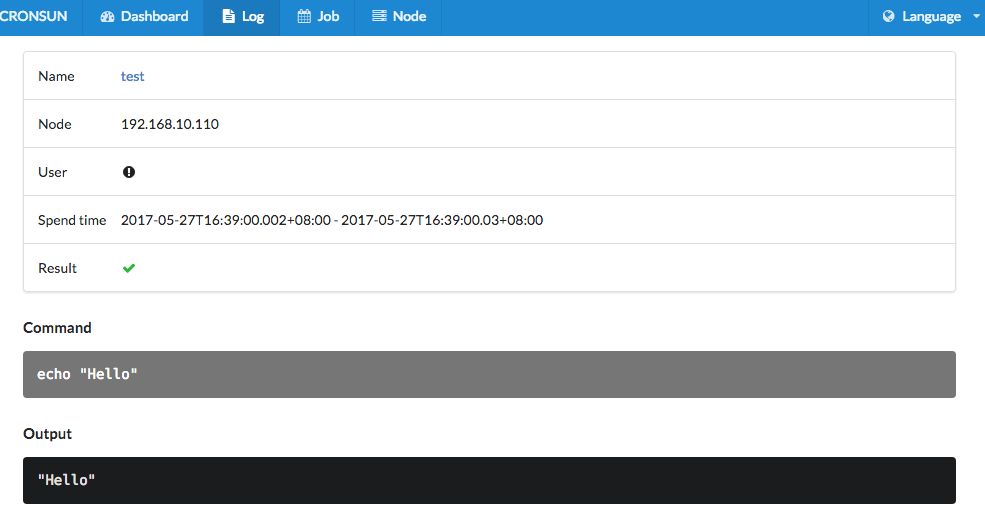 CRONSUN Dashboard Log Job Node Language
Name test
Node 192.168.10.110
User
Spend time 2017-05-27T16:39:00.002+08:00 - 2017-05-27T16:39:00.03+08:00
Result
Command
echo "Hello"
Output
"Hello"